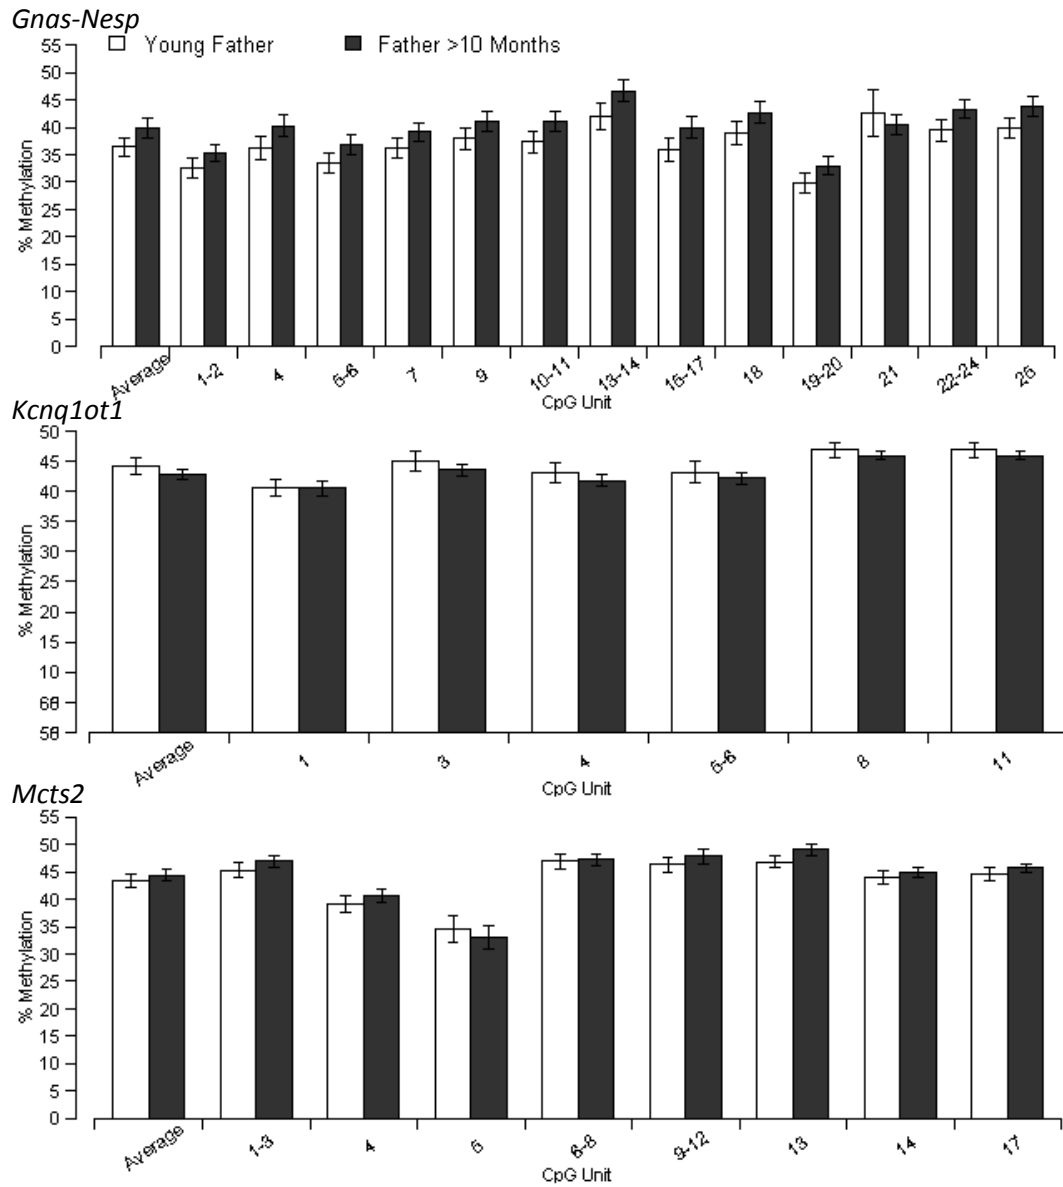 Gnas-Nesp
Young Father
Father >10 Months
55
50
45
40
35
30
25
20
15
10
5
0
% Methylation
Average 1-2 4 5-6 7 9 10-11 13-14 16-17 18 19-20 21 22-24
CpG Unit
Kcnq1ot1
50
45
40
35
30
25
20
15
10
% Methylation
Average 1 3 4 5-6 8 11
CpG Unit
Mcts2
55
50
45
40
35
30
25
20
15
10
5
0
% Methylation
Average 1-3 4 5 6-8 9-12 13 14 17
CpG Unit